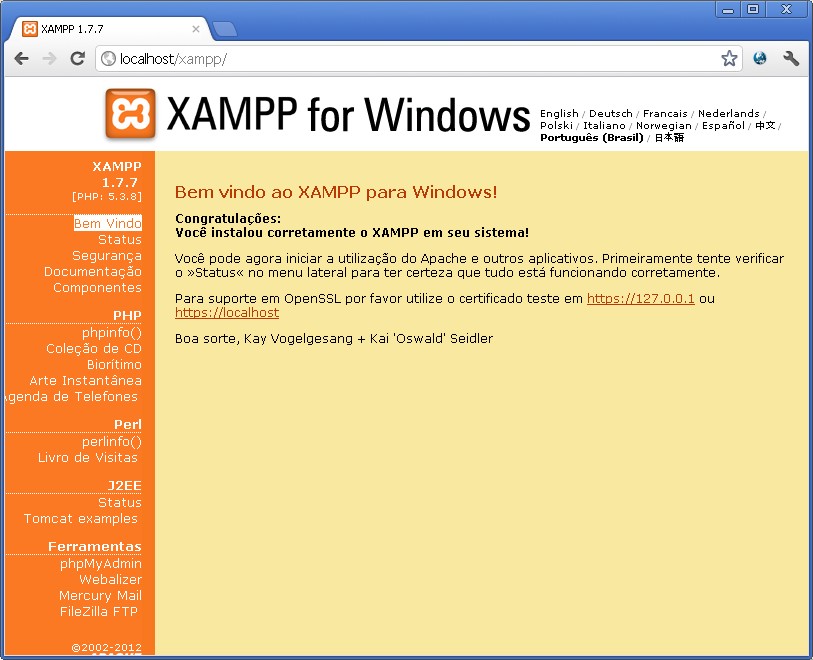 XAMPP 1.7.7
localhost/xampp/
XAMPP for Windows
English / Deutsch / Francais / Nederlands /
Polski / Italiano / Norwegian / Español / 中文 /
Português (Brasil) / 日本語
XAMPP
1.7.7
[PHP: 5.3.8]
Bem Vindo
Status
Segurança
Documentação
Componentes
PHP
phpinfo()
Coleção de CD
Biorítimo
Arte Instantânea
Agenda de Telefones
Perl
perlinfo()
Livro de Visitas
J2EE
Status
Tomcat examples
Ferramentas
phpMyAdmin
Webalizer
Mercury Mail
FileZilla FTP
©2002-2012
Bem vindo ao XAMPP para Windows!
Congratulações:
Você instalou corretamente o XAMPP em seu sistema!
Você pode agora iniciar a utilização do Apache e outros aplicativos. Primeiramente tente verificar
o »Status« no menu lateral para ter certeza que tudo está funcionando corretamente.
Para suporte em OpenSSL por favor utilize o certificado teste em https://127.0.0.1 ou
https://localhost
Boa sorte, Kay Vogelgesang + Kai 'Oswald' Seidler